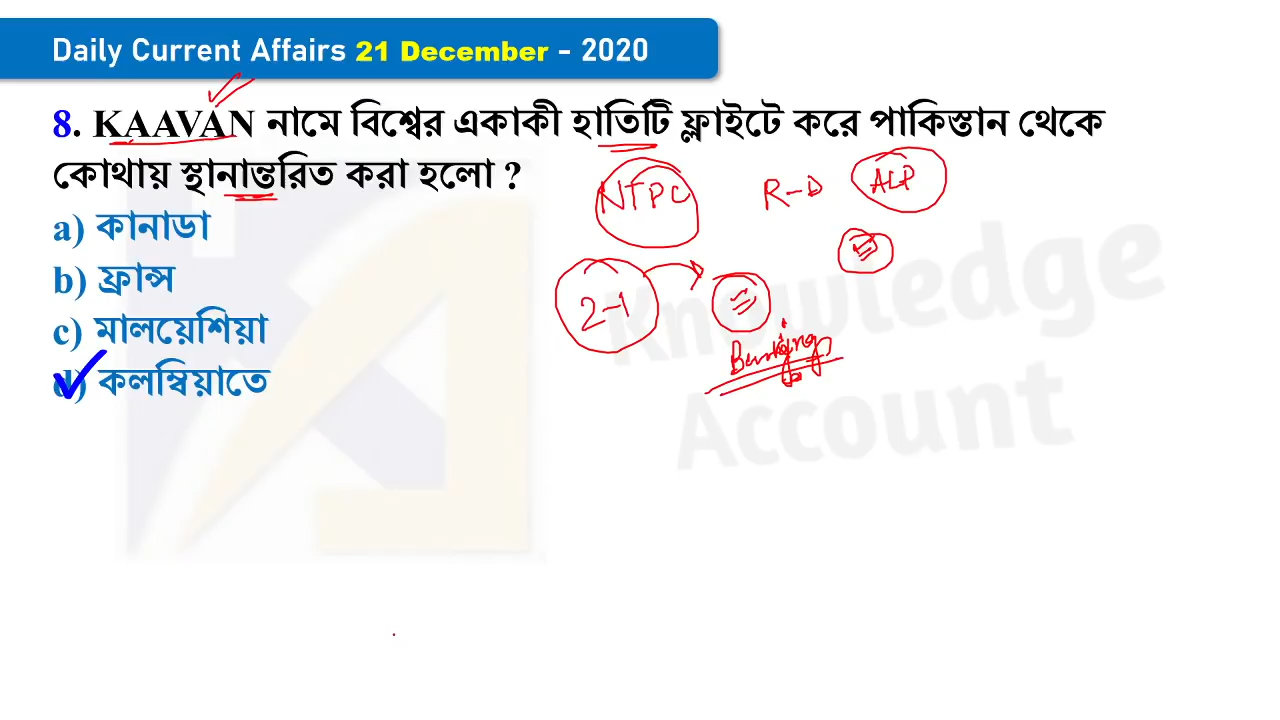 Daily Current Affairs 21 December - 2020
8. KAAVAN নামে বিশ্বের একাকী হাতিটি ফ্লাইটে করে পাকিস্তান থেকে
কোথায় স্থানান্তরিত করা হলো ?
NTPC R-D ALP
a) কানাডা
b) ফ্রান্স
2-1
c) মালয়েশিয়া
Banking
d) কলম্বিয়াতে
Knowledge
Account